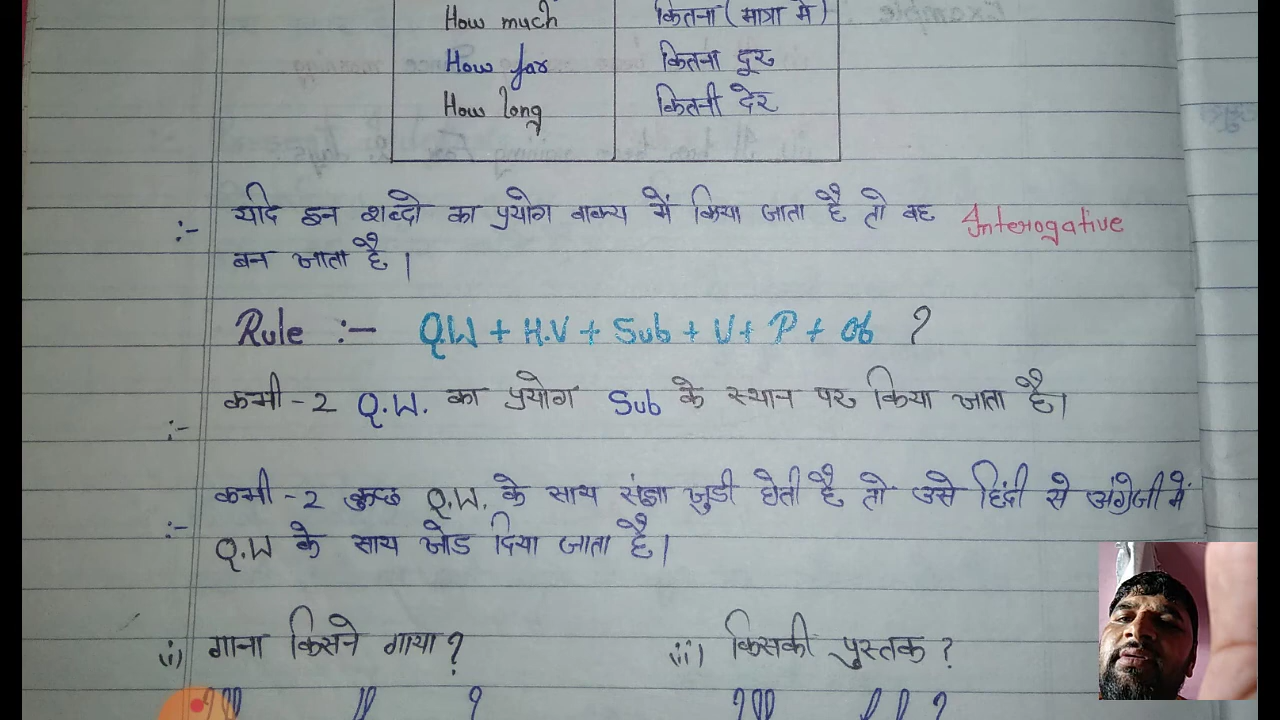 How much कितना (मात्रा में)
How far कितना दूर
How long कितनी देर
:- यदि इन शब्दो का प्रयोग वाक्य में किया जाता है तो वह Interrogative
बन जाता है।
Rule :- Q.W + H.V + Sub + V + P + Ob ?
:- कभी-2 Q.W. का प्रयोग Sub के स्थान पर किया जाता है।
:- कभी-2 कुछ Q.W. के साथ संज्ञा जुडी होती है तो उसे हिंदी से अंग्रेजी में
Q.W के साथ जोड दिया जाता है।
(i) गाना किसने गाया? (ii) किसकी पुस्तक?